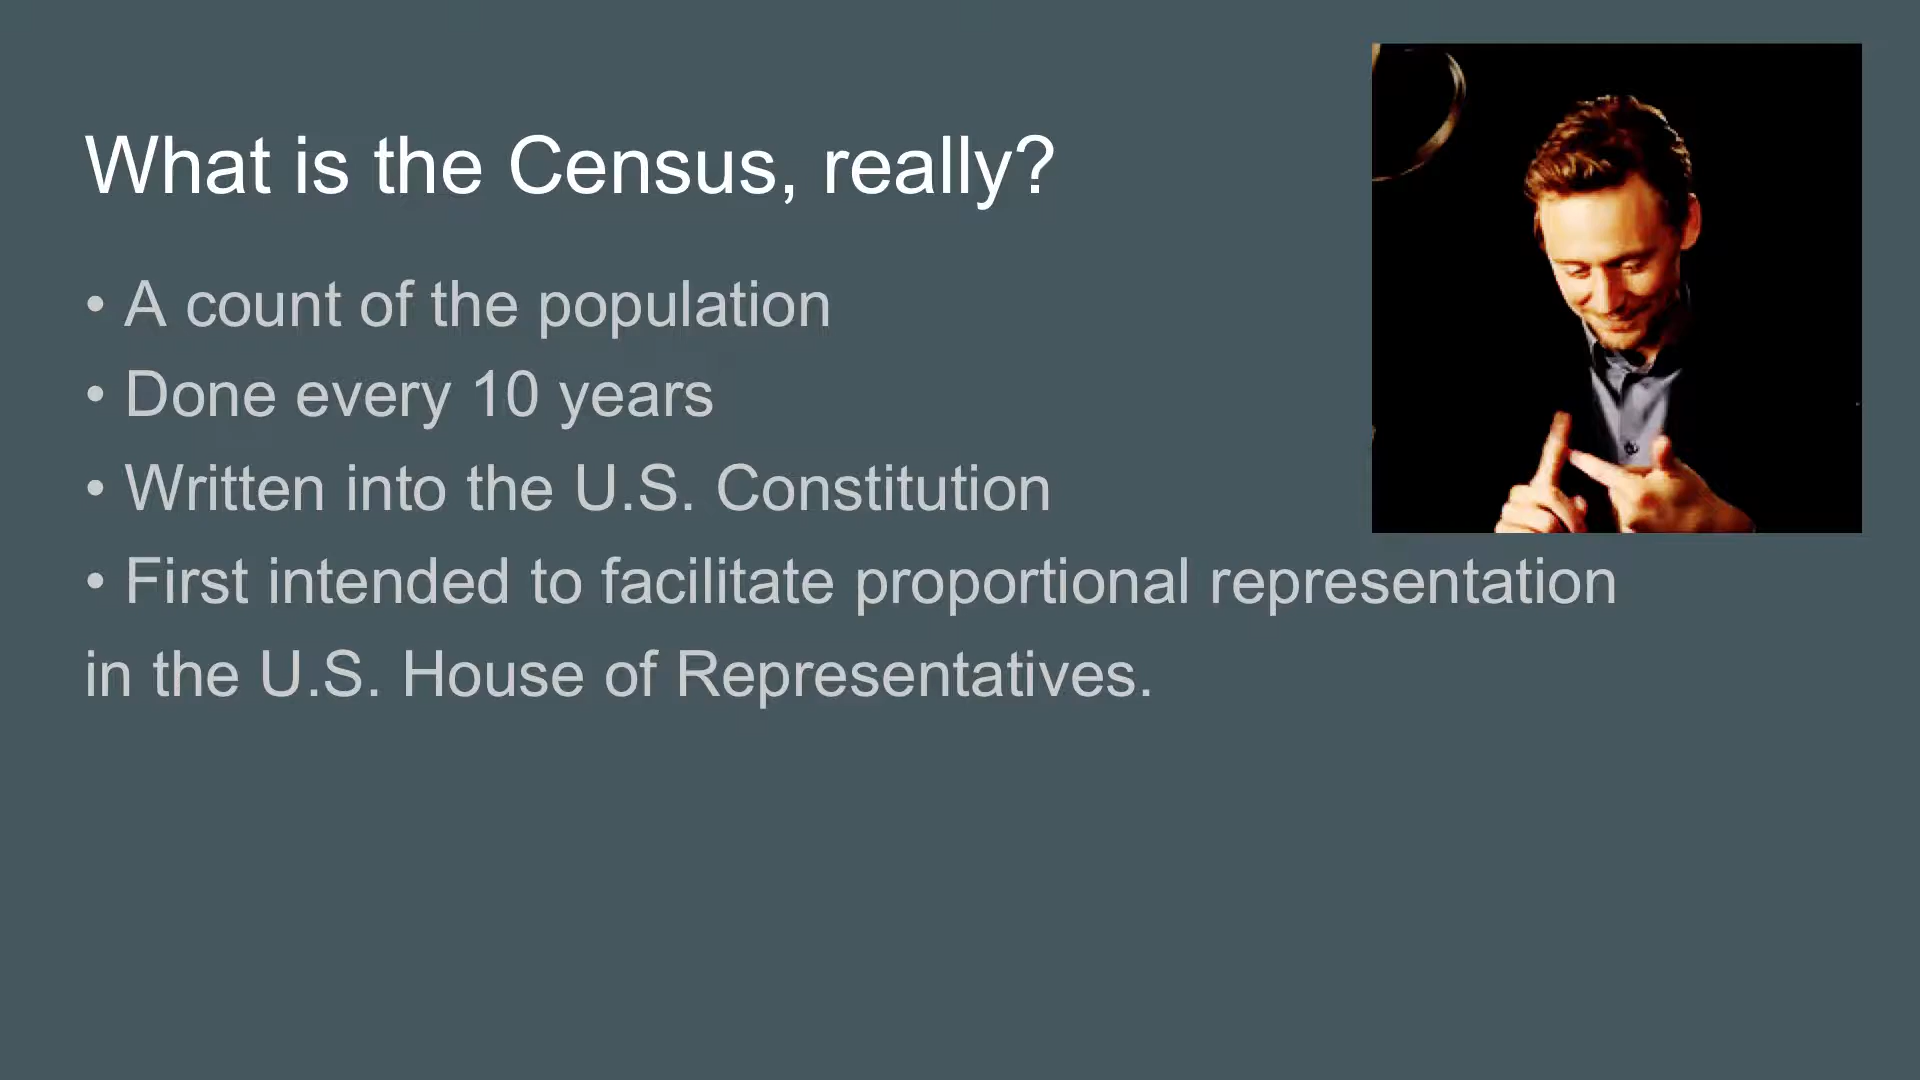 What is the Census, really?
• A count of the population
• Done every 10 years
• Written into the U.S. Constitution
• First intended to facilitate proportional representation
in the U.S. House of Representatives.